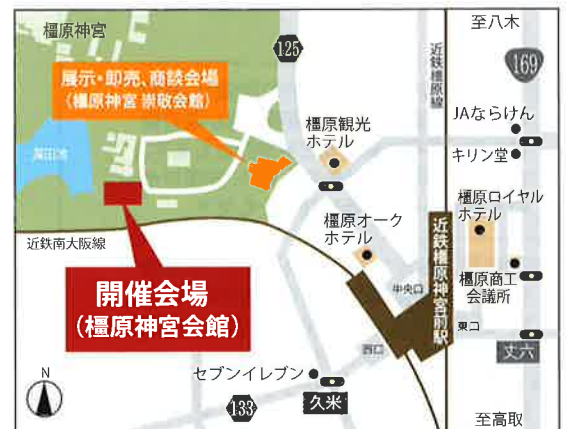 橿原神宮
至八木
125
近鉄橿原線
169
展示・即売、商談会場
(橿原神宮 崇敬会館)
JAならけん
橿原観光
ホテル
キリン堂
深田池
橿原ロイヤル
ホテル
橿原オーク
ホテル
近鉄南大阪線
近鉄橿原神宮前駅
開催会場
(橿原神宮会館)
中央口
橿原商工
会議所
東口
西口
丈六
セブンイレブン
N
133
久米
至高取